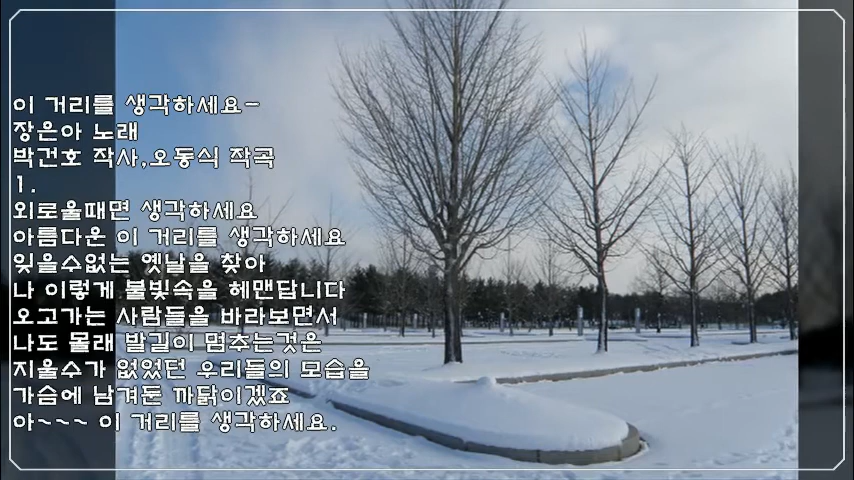 이 거리를 생각하세요-
장은아 노래
박건호 작사,오동식 작곡
1.
외로울때면 생각하세요
아름다운 이 거리를 생각하세요
잊을수없는 옛날을 찾아
나 이렇게 불빛속을 헤맨답니다
오고가는 사람들을 바라보면서
나도 몰래 발길이 멈추는것은
지울수가 없었던 우리들의 모습을
가슴에 남겨둔 까닭이겠죠
아~~~ 이 거리를 생각하세요.